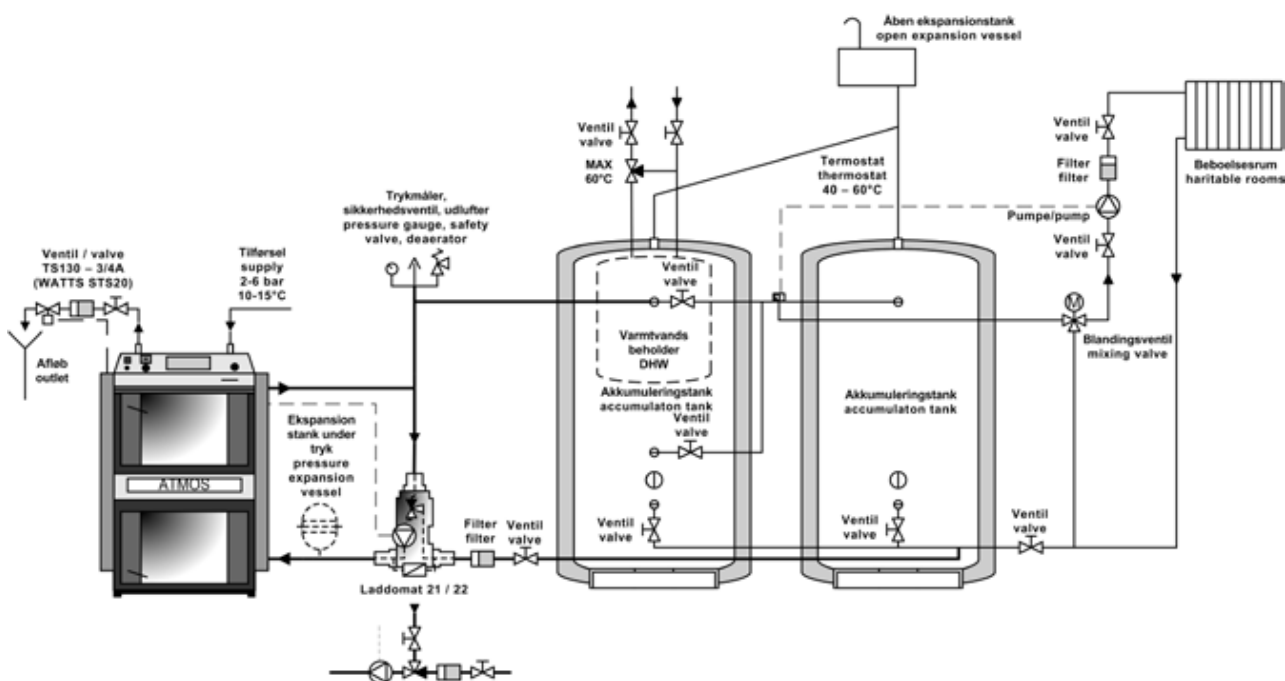 Åben ekspansionstank
open expansion vessel
Ventil
valve
MAX
60°C
Termostat
thermostat
40 – 60°C
Ventil
valve
Filter
filter
Pumpe/pump
Ventil
valve
Beboelsesrum
haritable rooms
Trykmåler,
sikkerhedsventil, udlufter
pressure gauge, safety
valve, deaerator
Ventil / valve
TS130 – 3/4A
(WATTS STS20)
Tilførsel
supply
2-6 bar
10-15°C
Afløb
outlet
Ventil
valve
Varmtvands
beholder
DHW
Akkumuleringstank
accumulaton tank
Ventil
valve
Akkumuleringstank
accumulaton tank
M
Blandingsventil
mixing valve
Ekspansion
stank under
tryk
pressure
expansion
vessel
ATMOS
Filter
filter
Ventil
valve
Ventil
valve
Ventil
valve
Ventil
valve
Laddomat 21 / 22